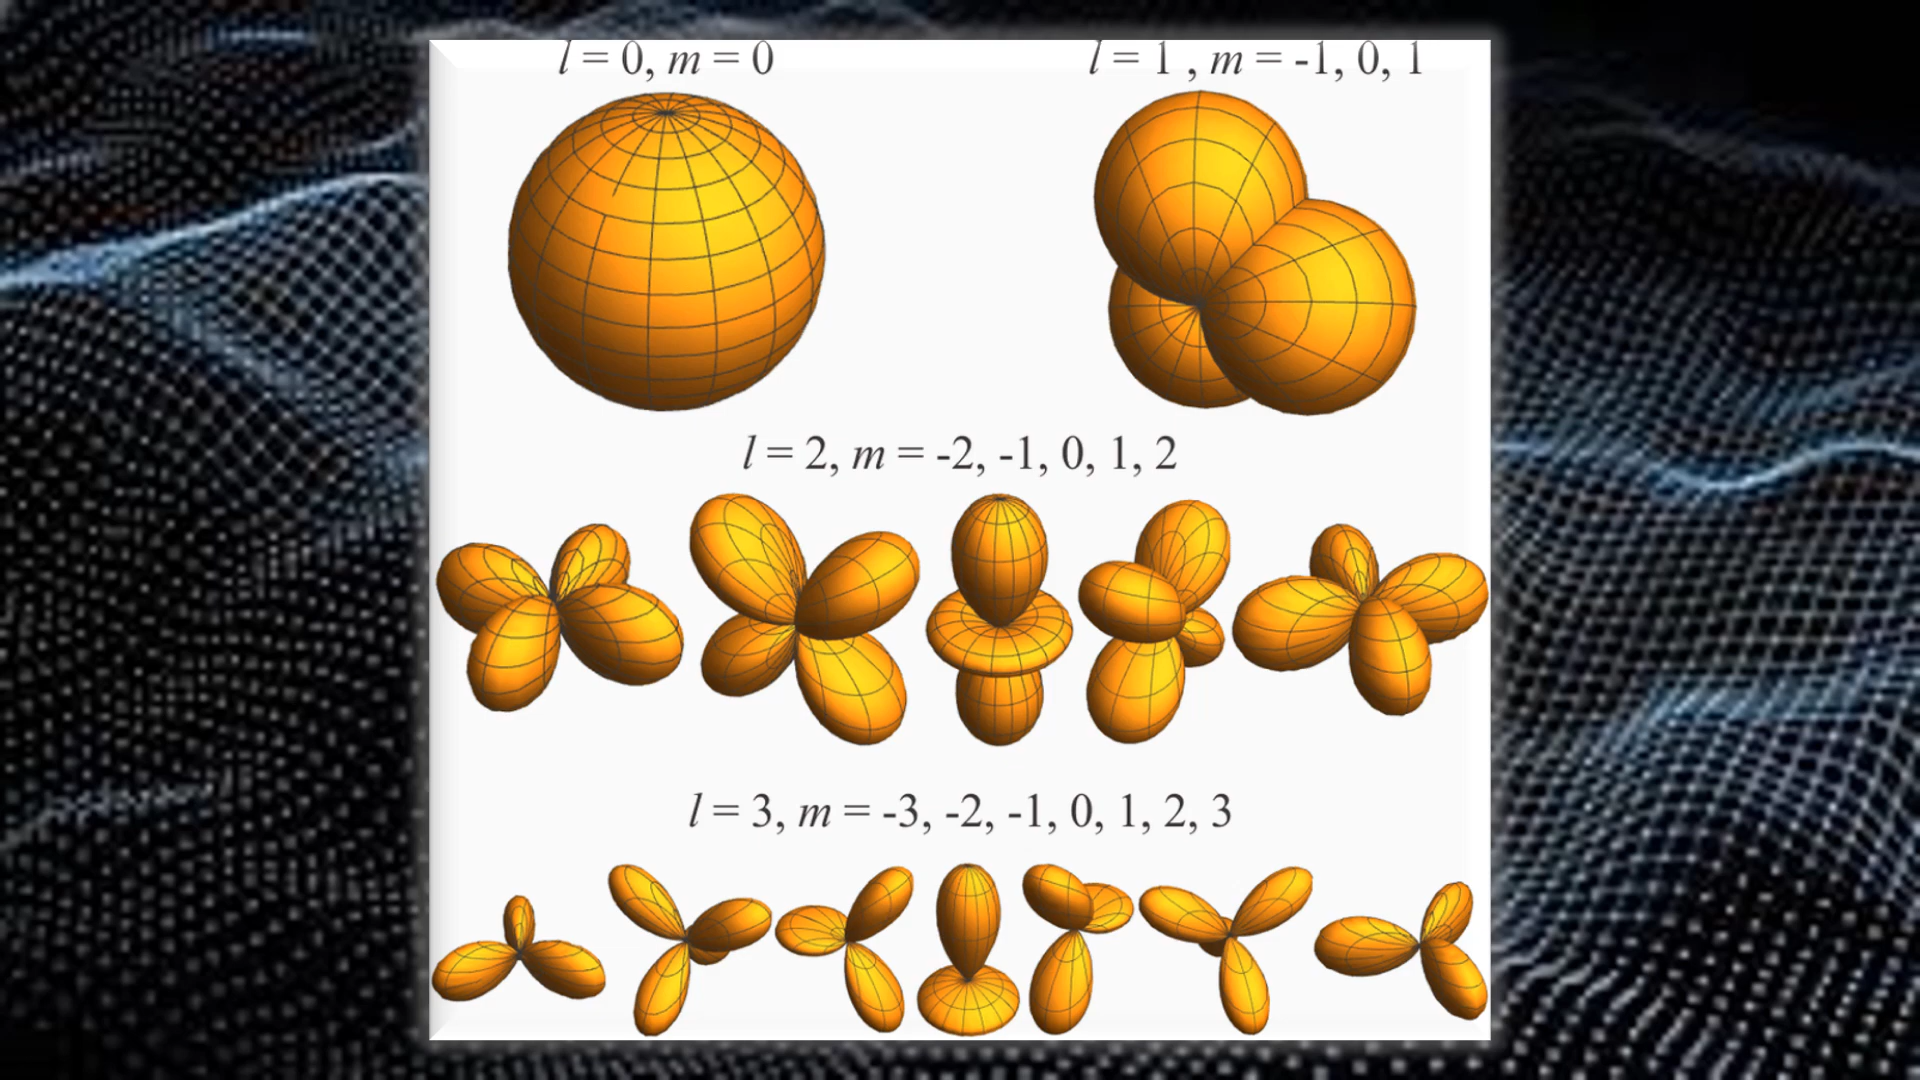 l = 0, m = 0
l = 1 , m = -1, 0, 1
l = 2, m = -2, -1, 0, 1, 2
l = 3, m = -3, -2, -1, 0, 1, 2, 3